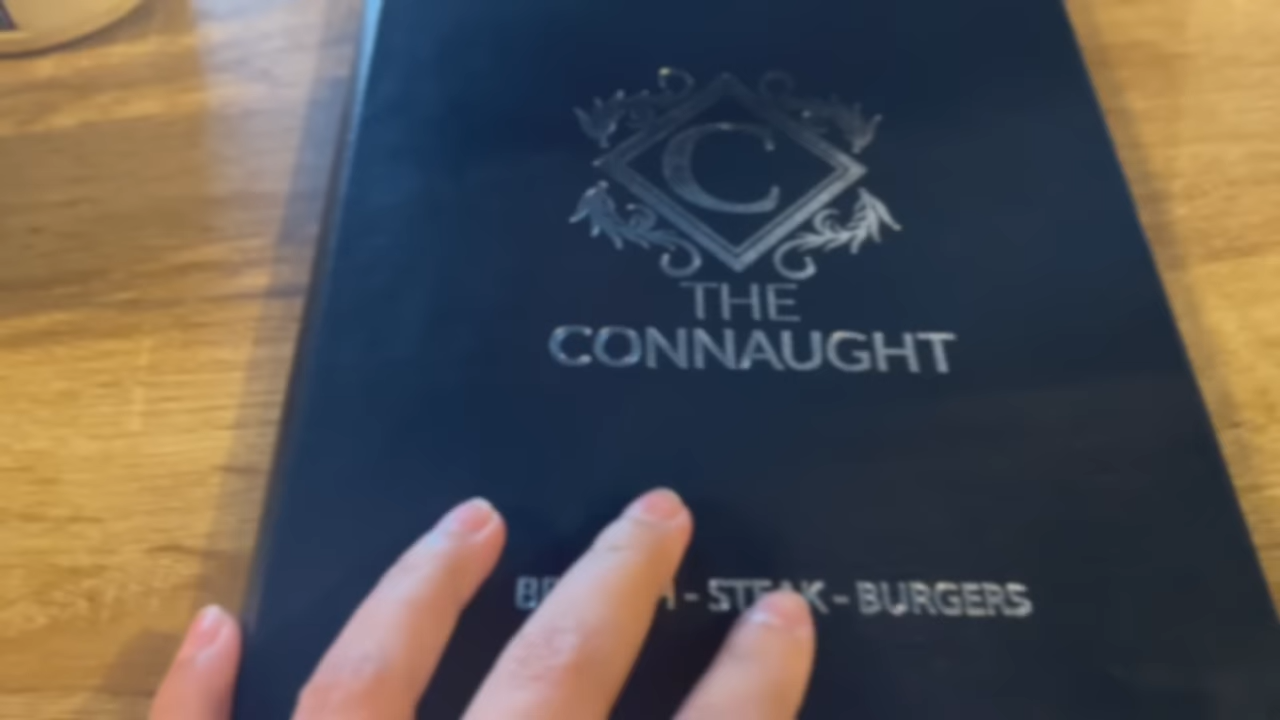 C
THE
CONNAUGHT
- STEAK - BURGERS